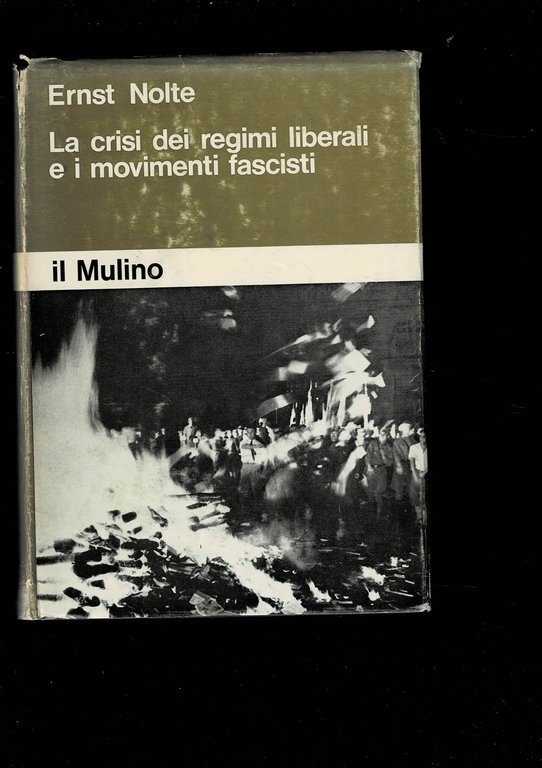 Ernst Nolte
La crisi dei regimi liberali
e i movimenti fascisti
il Mulino